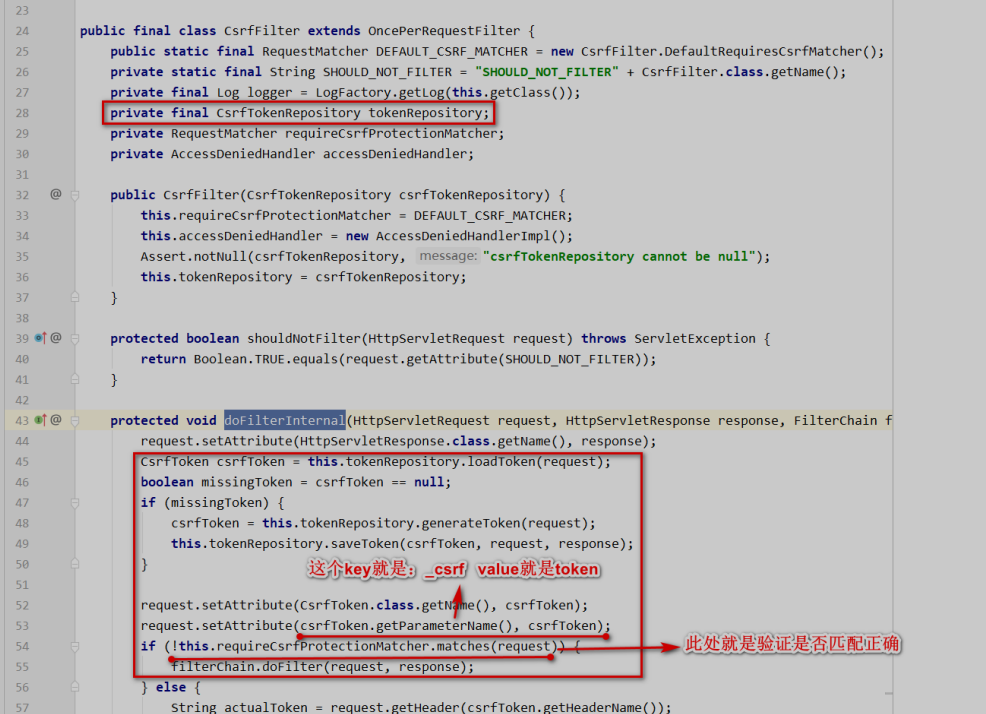 23
24 public final class CsrfFilter extends OncePerRequestFilter {
25 public static final RequestMatcher DEFAULT_CSRF_MATCHER = new CsrfFilter.DefaultRequiresCsrfMatcher();
26 private static final String SHOULD_NOT_FILTER = "SHOULD_NOT_FILTER" + CsrfFilter.class.getName();
27 private final Log logger = LogFactory.getLog(this.getClass());
28 private final CsrfTokenRepository tokenRepository;
29 private RequestMatcher requireCsrfProtectionMatcher;
30 private AccessDeniedHandler accessDeniedHandler;
31
32 @ public CsrfFilter(CsrfTokenRepository csrfTokenRepository) {
33 this.requireCsrfProtectionMatcher = DEFAULT_CSRF_MATCHER;
34 this.accessDeniedHandler = new AccessDeniedHandlerImpl();
35 Assert.notNull(csrfTokenRepository, message: "csrfTokenRepository cannot be null");
36 this.tokenRepository = csrfTokenRepository;
37 }
38
39 @ protected boolean shouldNotFilter(HttpServletRequest request) throws ServletException {
40 return Boolean.TRUE.equals(request.getAttribute(SHOULD_NOT_FILTER));
41 }
42
43 @ protected void doFilterInternal(HttpServletRequest request, HttpServletResponse response, FilterChain f
44 request.setAttribute(HttpServletResponse.class.getName(), response);
45 CsrfToken csrfToken = this.tokenRepository.loadToken(request);
46 boolean missingToken = csrfToken == null;
47 if (missingToken) {
48 csrfToken = this.tokenRepository.generateToken(request);
49 this.tokenRepository.saveToken(csrfToken, request, response);
50 }
这个key就是：_csrf value就是token
51
52 request.setAttribute(CsrfToken.class.getName(), csrfToken);
53 request.setAttribute(csrfToken.getParameterName(), csrfToken);
54 if (!this.requireCsrfProtectionMatcher.matches(request)) {
此处就是验证是否匹配正确
55 filterChain.doFilter(request, response);
56 } else {
57 String actualToken = request.getHeader(csrfToken.getHeaderName());